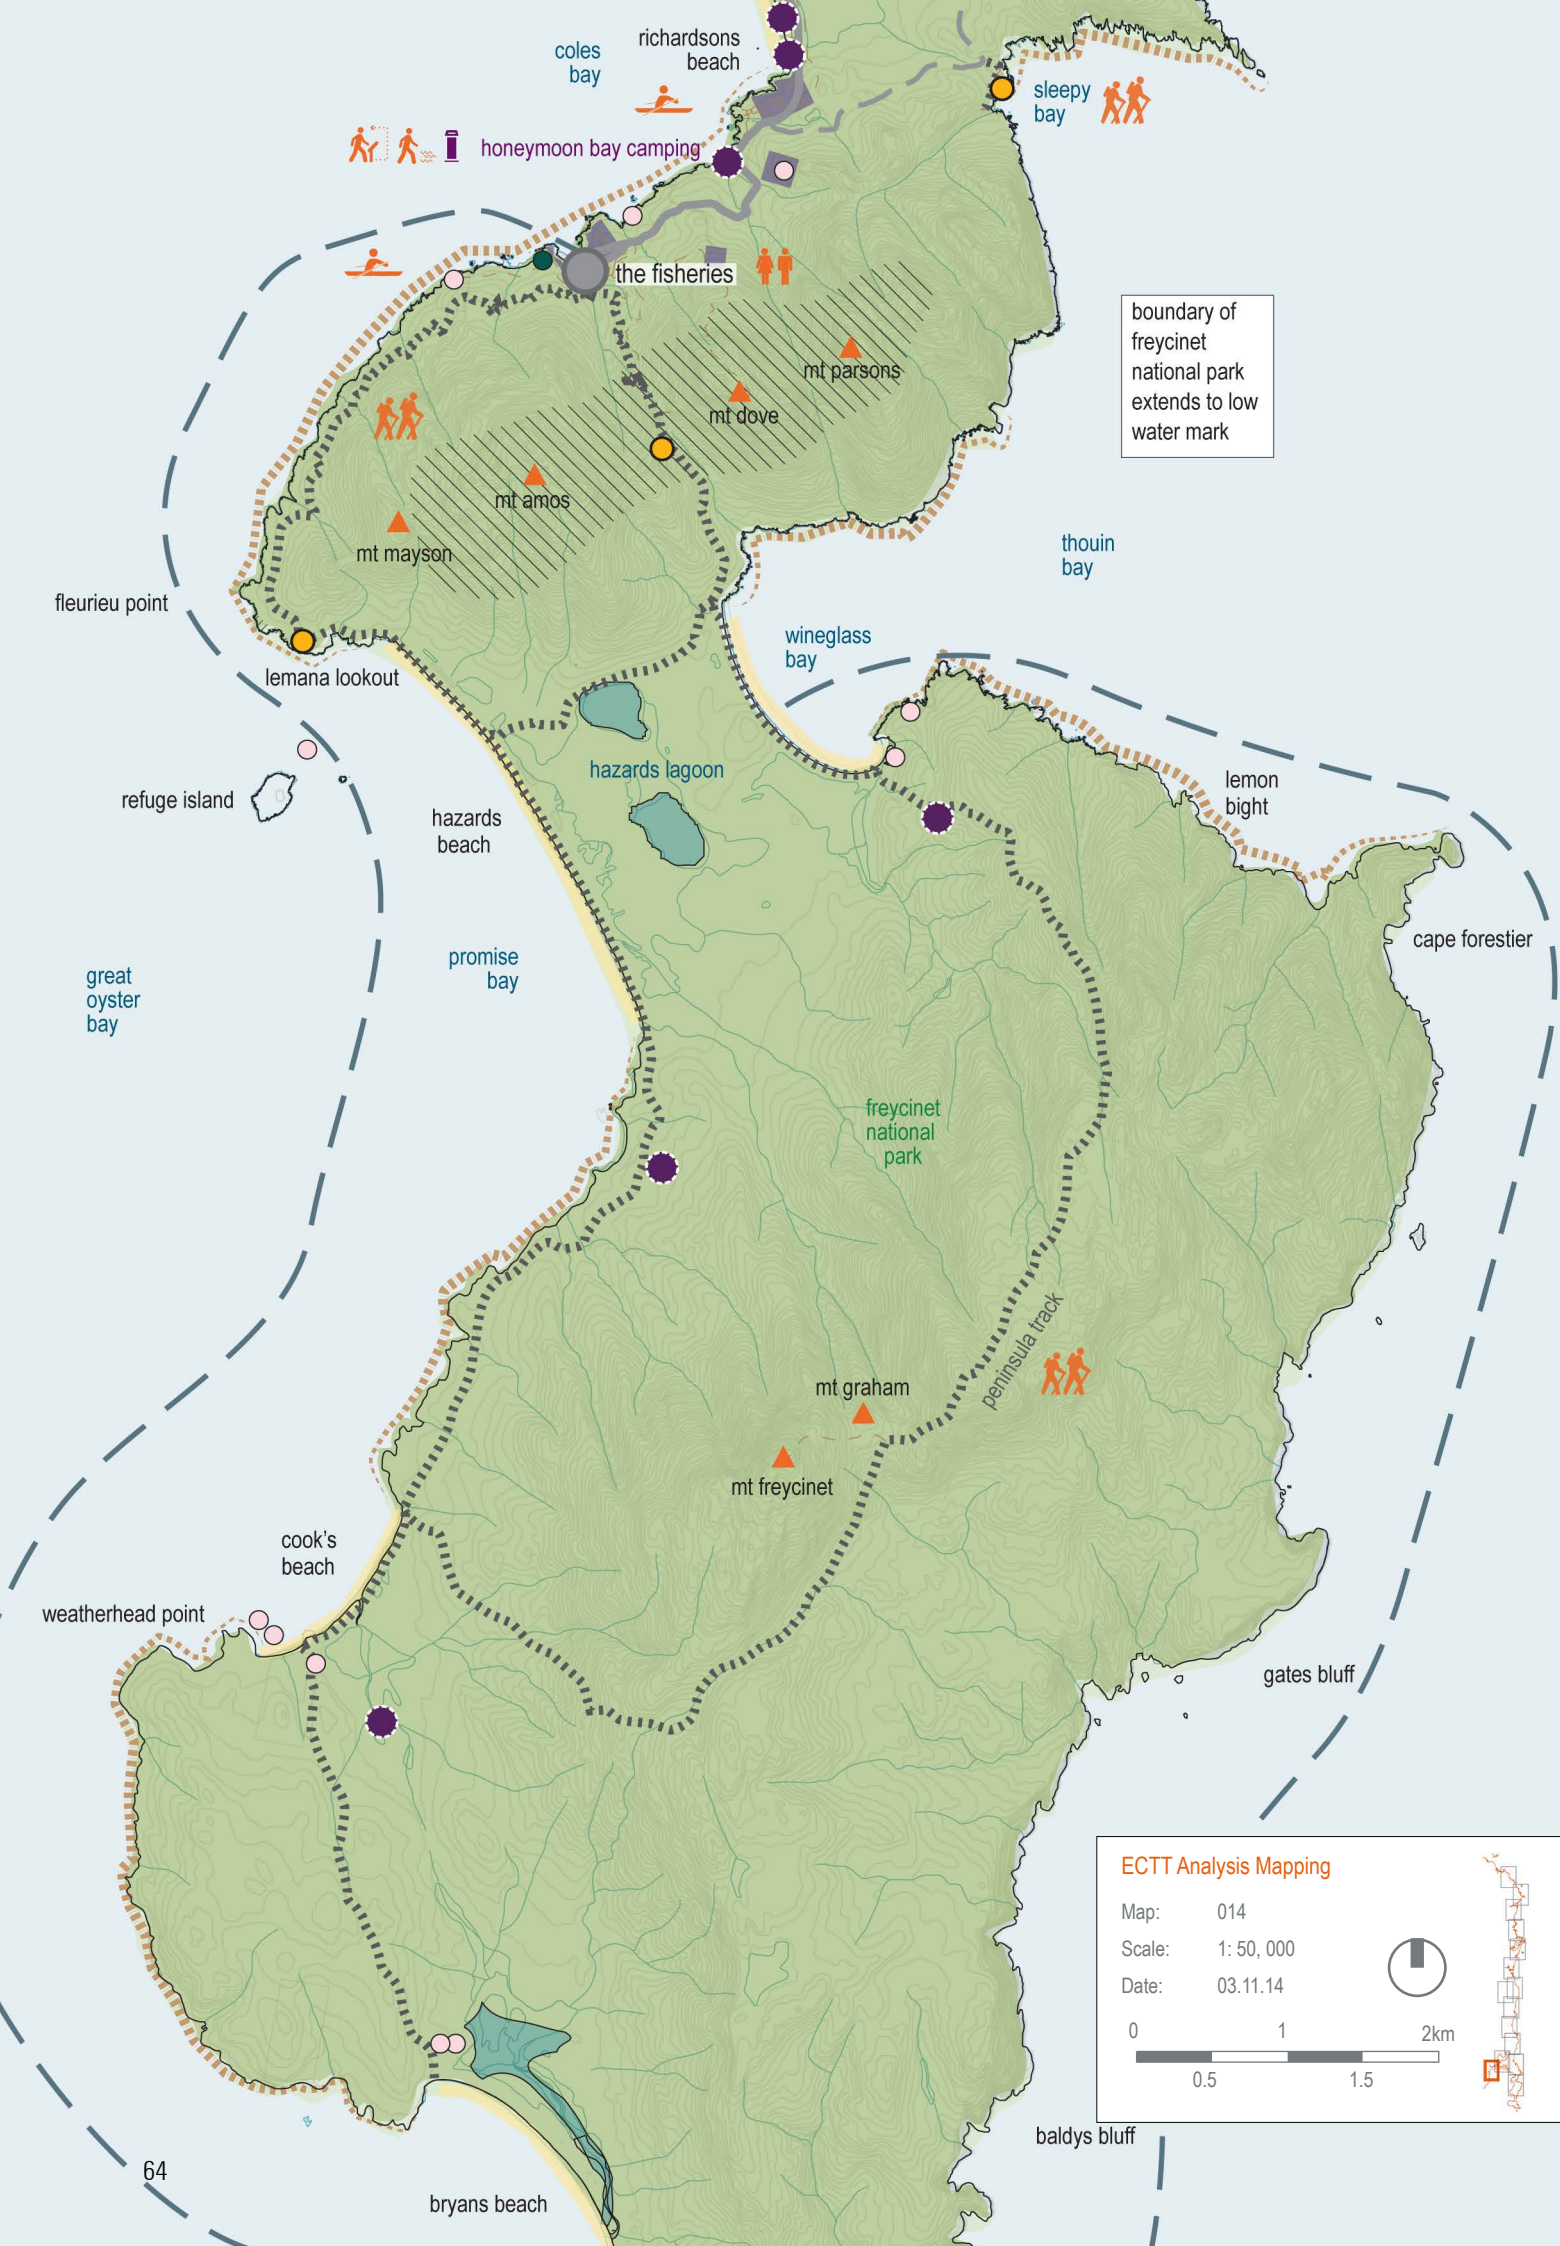 coles
bay
richardsons
beach
sleepy
bay
honeymoon bay camping
the fisheries
boundary of
freycinet
national park
extends to low
water mark
mt parsons
mt dove
mt amos
mt mayson
thouin
bay
fleurieu point
wineglass
bay
lemana lookout
hazards lagoon
lemon
bight
refuge island
hazards
beach
cape forestier
promise
bay
great
oyster
bay
freycinet
national
park
peninsula track
mt graham
mt freycinet
cook's
beach
weatherhead point
gates bluff
ECTT Analysis Mapping
Map: 014
Scale: 1: 50, 000
Date: 03.11.14
0 1 2km
0.5 1.5
baldys bluff
64
bryans beach